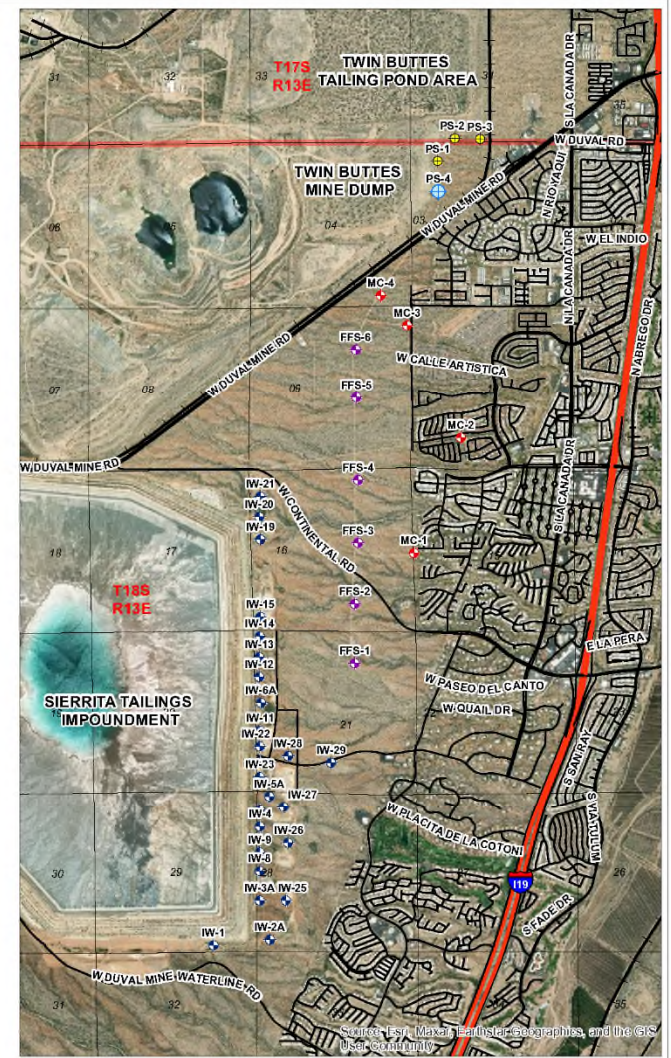 31
32
33
T17S
R13E
TWIN BUTTES
TAILING POND AREA
S LA CANADA DR
35
PS-2 PS-3
PS-1
PS-4
W DUVAL RD
TWIN BUTTES
MINE DUMP
N RIO YAQUI
W DUVAL MINE RD
04
03
N LA CANADA DR
W EL INDIO
N ABREGO DR
MC-4
MC-3
FFS-6
W DUVAL MINE RD
W CALLE ARTISTICA
07
08
09
FFS-5
MC-2
W DUVAL MINE RD
FFS-4
S LA CANADA DR
IW-21
IW-20
IW-19
W CONTINENTAL RD
18
17
16
FFS-3
MC-1
T18S
R13E
IW-15
FFS-2
IW-14
IW-13
FFS-1
E LA PERA
IW-12
W PASEO DEL CANTO
SIERRITA TAILINGS
IMPOUNDMENT
IW-6A
W QUAIL DR
IW-11
21
IW-22
IW-28
IW-29
S SAN RAY
IW-23
IW-5A
IW-27
IW-4
S VIA TULUM
W PLACITA DE LA COTONI
IW-26
IW-9
IW-8
30
29
28
26
I19
IW-3A
IW-25
S FADE DR
IW-1
IW-2A
W DUVAL MINE WATERLINE RD
31
32
35
Source: Esri, Maxar, Earthstar Geographics, and the GIS
User Community